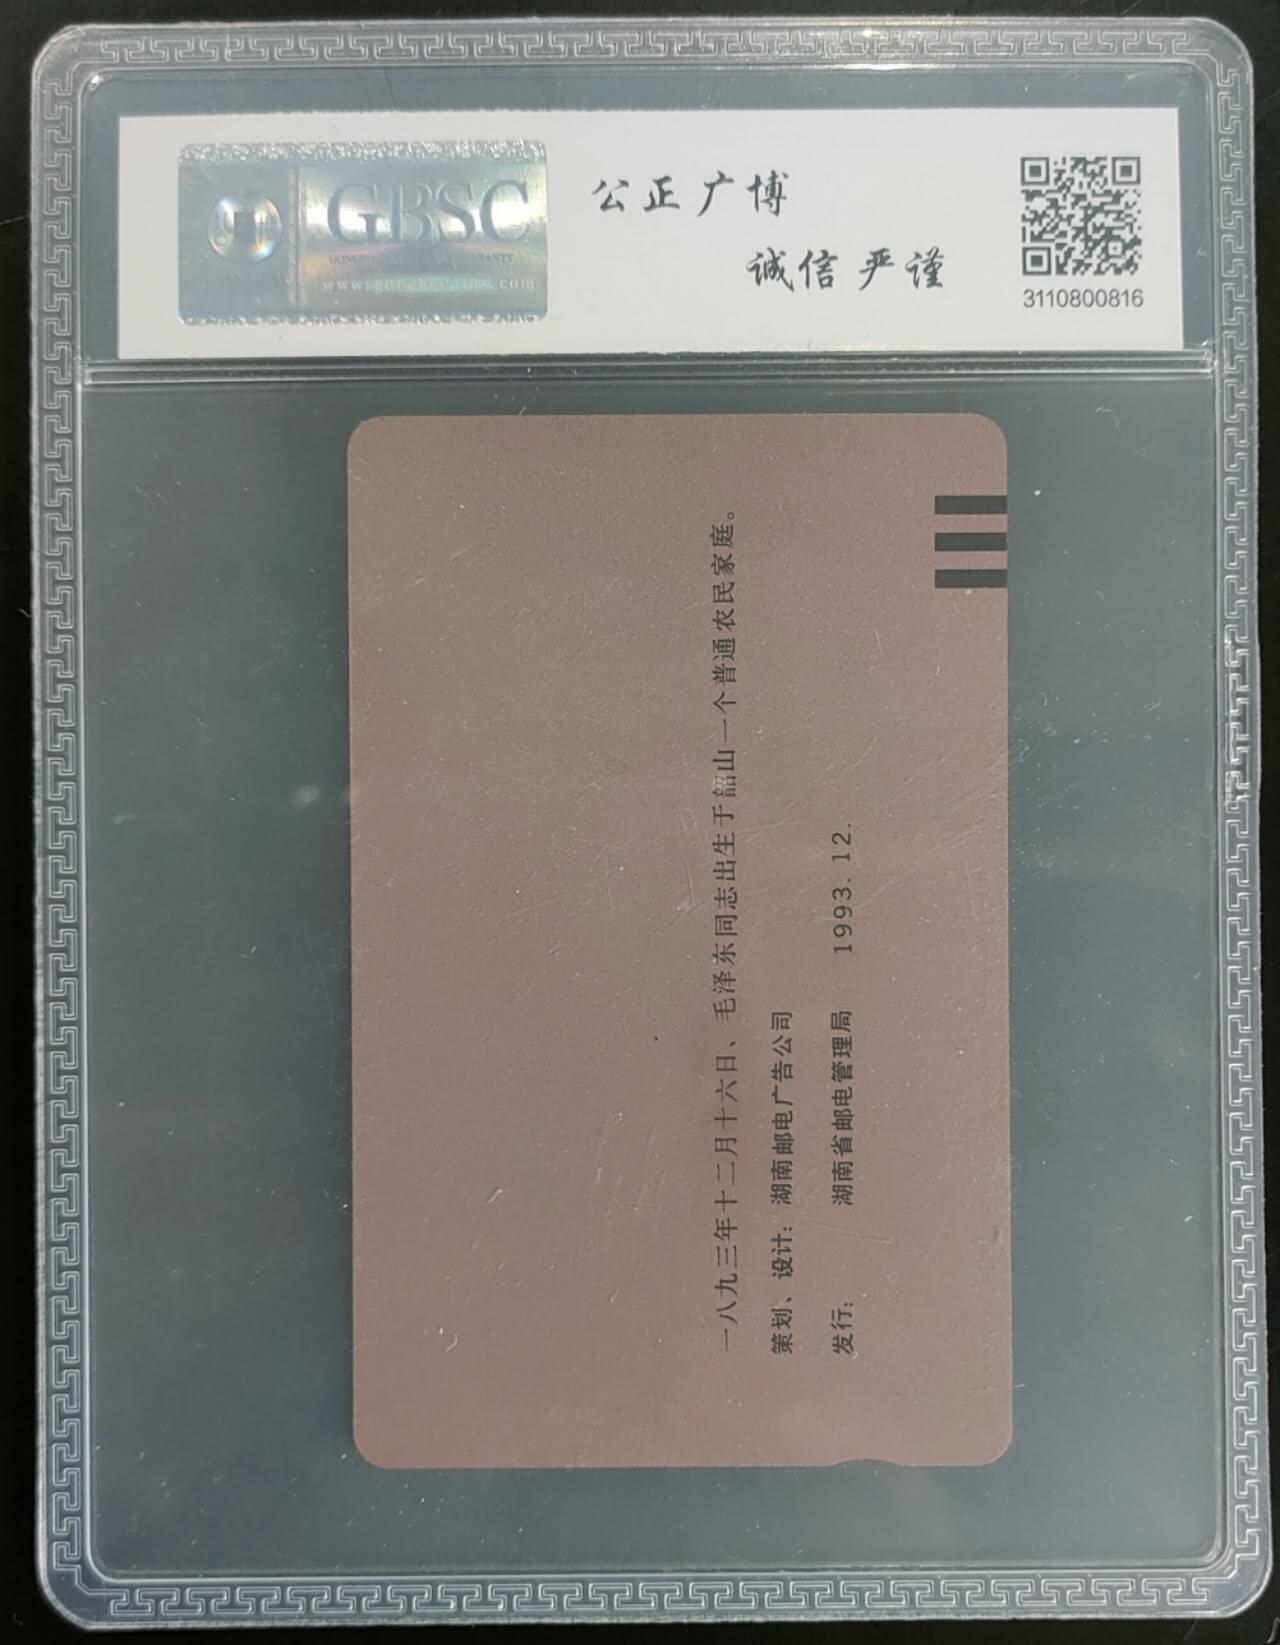 GBSC
公正广博
诚信严谨
3110800816
一八九三年十二月十六日、毛泽东同志出生于韶山一个普通农民家庭。
策划、设计：湖南邮电广告公司
发行：湖南省邮电管理局 1993.12.